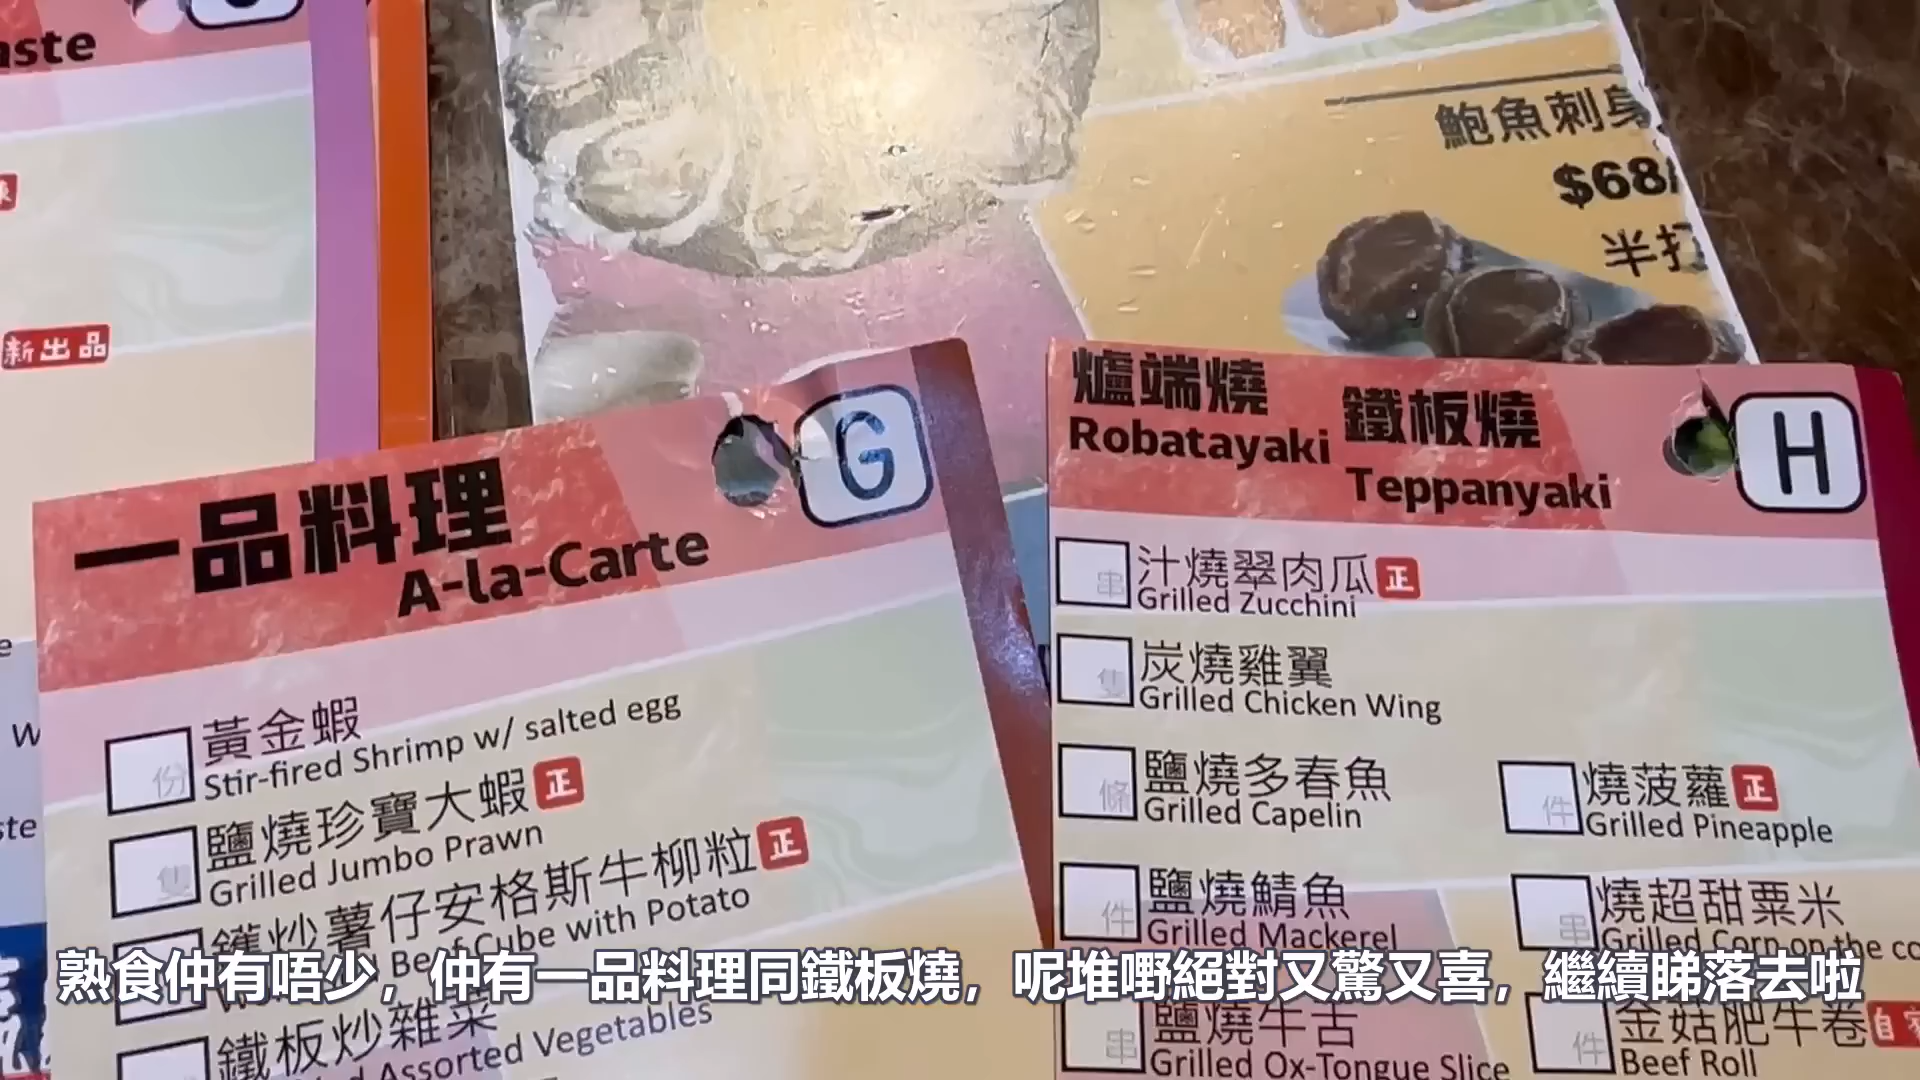 aste
新出品
鮑魚刺身
$68/
半打
一品料理
A-la-Carte
G
份
黃金蝦
Stir-fired Shrimp w/ salted egg
隻
鹽燒珍寶大蝦 正
Grilled Jumbo Prawn
鑊炒薯仔安格斯牛柳粒 正
Beef Cube with Potato
鐵板炒雜菜
Assorted Vegetables
爐端燒
Robatayaki
鐵板燒
Teppanyaki
H
串
汁燒翠肉瓜 正
Grilled Zucchini
隻
炭燒雞翼
Grilled Chicken Wing
條
鹽燒多春魚
Grilled Capelin
件
鹽燒鯖魚
Grilled Mackerel
串
鹽燒牛舌
Grilled Ox-Tongue Slice
件
燒菠蘿 正
Grilled Pineapple
串
燒超甜粟米
Grilled Corn on the co
件
金菇肥牛卷 自家
Beef Roll
熟食仲有唔少，仲有一品料理同鐵板燒，呢堆嘢絕對又驚又喜，繼續睇落去啦